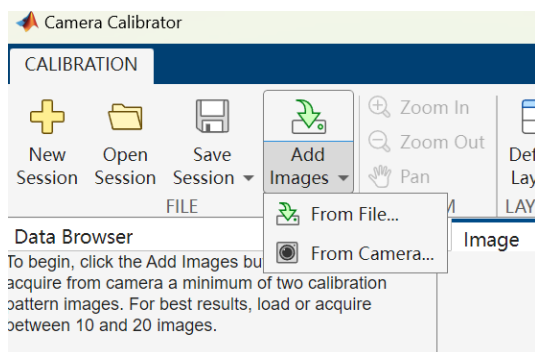 Camera Calibrator
CALIBRATION
New Session
Open Session
Save Session
Add Images
Zoom In
Zoom Out
Pan
FILE
From File...
From Camera...
Data Browser
Image
To begin, click the Add Images
acquire from camera a minimum of two calibration
pattern images. For best results, load or acquire
between 10 and 20 images.